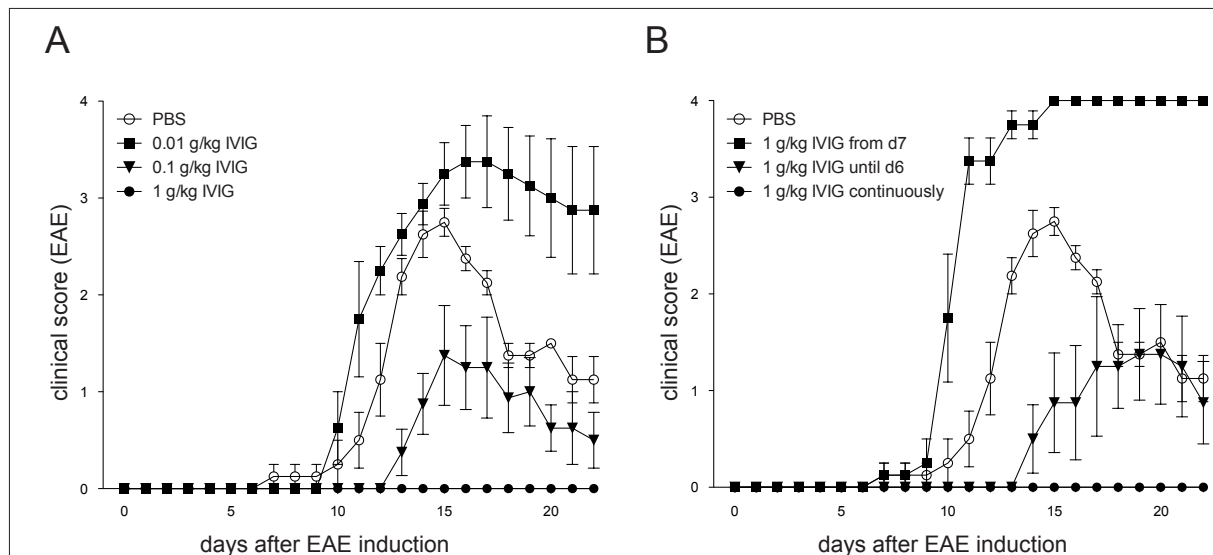 A
PBS
0.01 g/kg IVIG
0.1 g/kg IVIG
1 g/kg IVIG
clinical score (EAE)
4
3
2
1
0
0 5 10 15 20
days after EAE induction
B
PBS
1 g/kg IVIG from d7
1 g/kg IVIG until d6
1 g/kg IVIG continuously
clinical score (EAE)
4
3
2
1
0
0 5 10 15 20
days after EAE induction